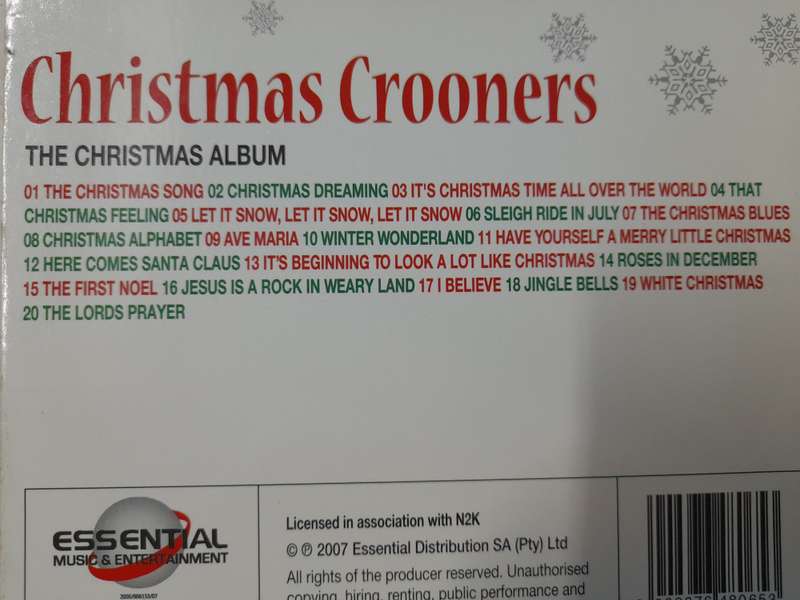 Christmas Crooners
THE CHRISTMAS ALBUM
01 THE CHRISTMAS SONG 02 CHRISTMAS DREAMING 03 IT'S CHRISTMAS TIME ALL OVER THE WORLD 04 THAT
CHRISTMAS FEELING 05 LET IT SNOW, LET IT SNOW, LET IT SNOW 06 SLEIGH RIDE IN JULY 07 THE CHRISTMAS BLUES
08 CHRISTMAS ALPHABET 09 AVE MARIA 10 WINTER WONDERLAND 11 HAVE YOURSELF A MERRY LITTLE CHRISTMAS
12 HERE COMES SANTA CLAUS 13 IT'S BEGINNING TO LOOK A LOT LIKE CHRISTMAS 14 ROSES IN DECEMBER
15 THE FIRST NOEL 16 JESUS IS A ROCK IN WEARY LAND 17 I BELIEVE 18 JINGLE BELLS 19 WHITE CHRISTMAS
20 THE LORDS PRAYER
ESSENTIAL
MUSIC & ENTERTAINMENT
Licensed in association with N2K
© ℗ 2007 Essential Distribution SA (Pty) Ltd
All rights of the producer reserved. Unauthorised
copying, hiring, renting, public performance and